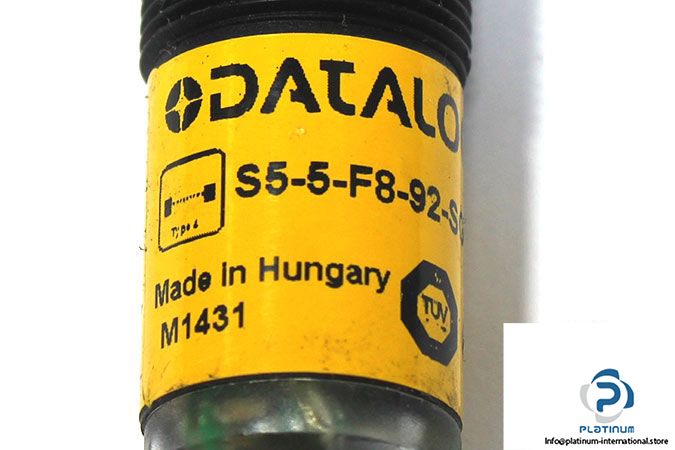 DATALO
S5-5-F8-92-S
Type 4
Made in Hungary
M1431
TÜV
PLATINUM
Info@platinum-international.store